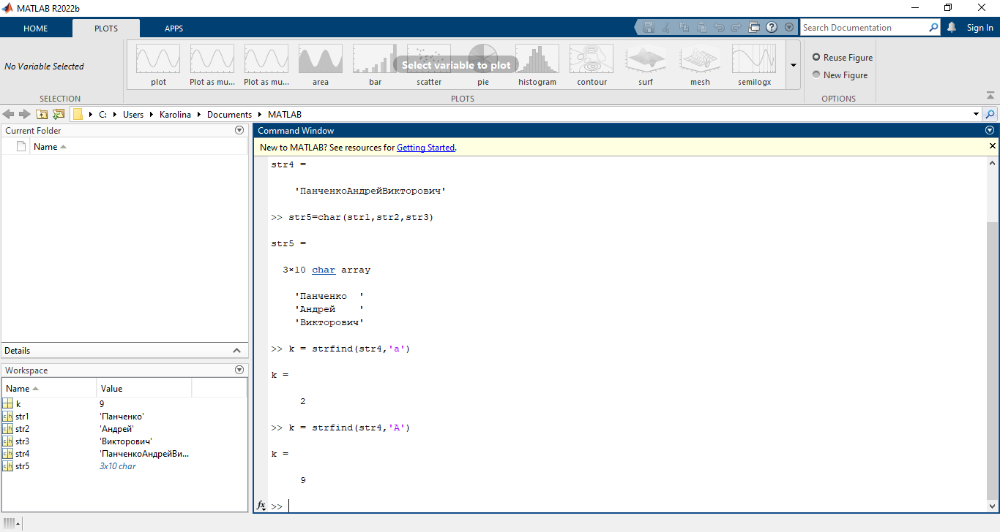 MATLAB R2022b
HOME PLOTS APPS
Search Documentation Sign In
No Variable Selected
Select variable to plot
plot Plot as mu... Plot as mu... area bar scatter pie histogram contour surf mesh semilogx
Reuse Figure
New Figure
SELECTION PLOTS OPTIONS
C: Users Karolina Documents MATLAB
Current Folder
Name
Details
Workspace
Name Value
k 9
str1 'Панченко'
str2 'Андрей'
str3 'Викторович'
str4 'ПанченкоАндрейВи...
str5 3x10 char
Command Window
New to MATLAB? See resources for Getting Started.
str4 =
'ПанченкоАндрейВикторович'
>> str5=char(str1,str2,str3)
str5 =
3×10 char array
'Панченко  '
'Андрей    '
'Викторович'
>> k = strfind(str4,'а')
k =
2
>> k = strfind(str4,'А')
k =
9
fx >>